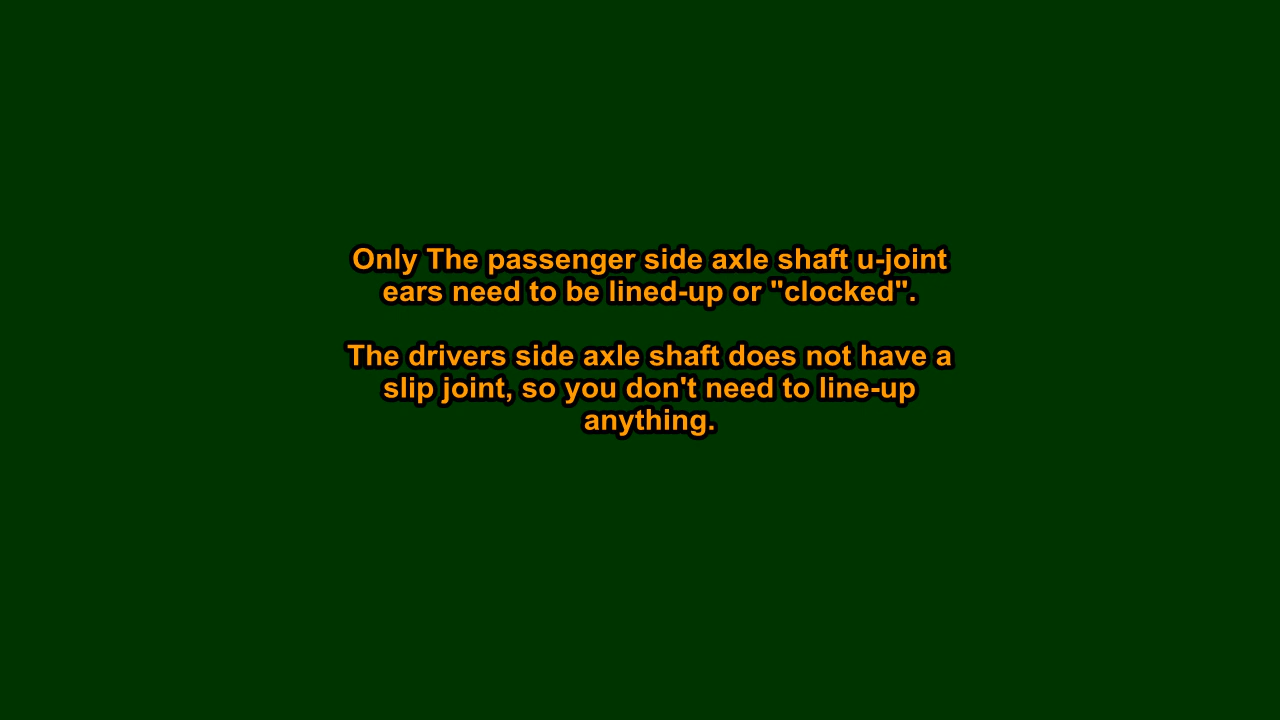 Only The passenger side axle shaft u-joint
ears need to be lined-up or "clocked".
The drivers side axle shaft does not have a
slip joint, so you don't need to line-up
anything.